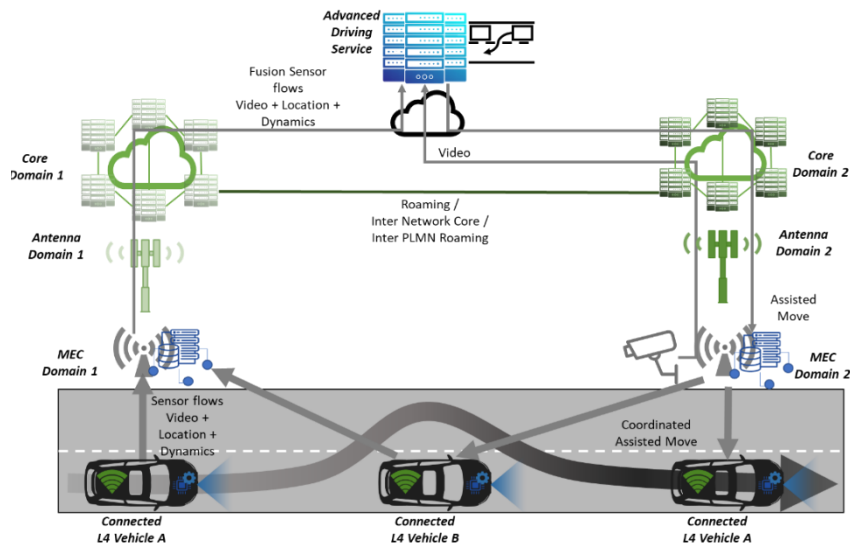 Advanced
Driving
Service
Fusion Sensor
flows
Video + Location +
Dynamics
Video
Core
Domain 1
Core
Domain 2
Roaming /
Inter Network Core /
Inter PLMN Roaming
Antenna
Domain 1
Antenna
Domain 2
Assisted
Move
MEC
Domain 1
MEC
Domain 2
Sensor flows
Video +
Location +
Dynamics
Coordinated
Assisted Move
Connected
L4 Vehicle A
Connected
L4 Vehicle B
Connected
L4 Vehicle A